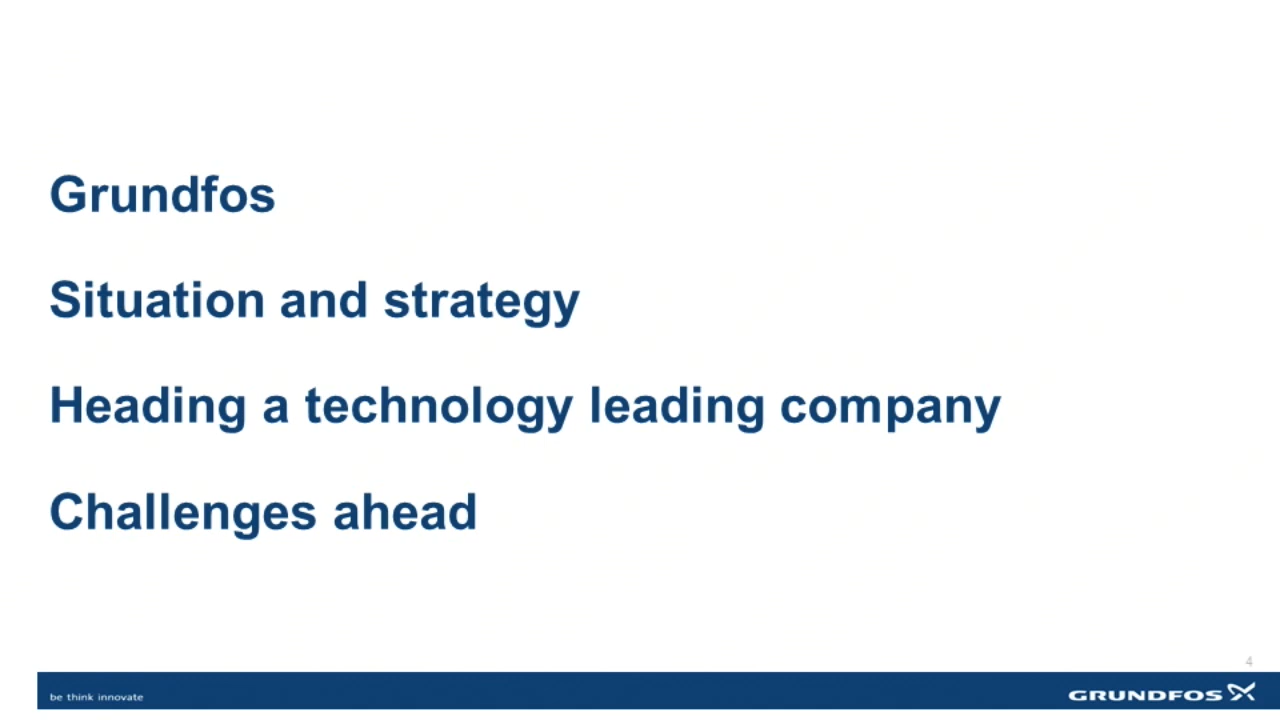 Grundfos
Situation and strategy
Heading a technology leading company
Challenges ahead
4
be think innovate
GRUNDFOS